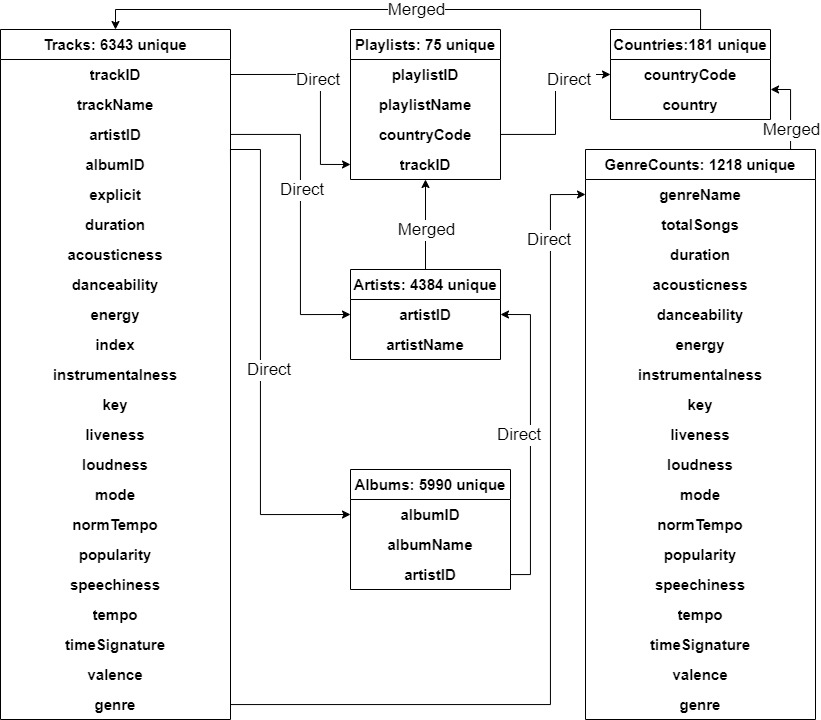 Merged
Tracks: 6343 unique
trackID
trackName
artistID
albumID
explicit
duration
acousticness
danceability
energy
index
instrumentalness
key
liveness
loudness
mode
normTempo
popularity
speechiness
tempo
timeSignature
valence
genre
Direct
Direct
Direct
Playlists: 75 unique
playlistID
playlistName
countryCode
trackID
Merged
Artists: 4384 unique
artistID
artistName
Direct
Albums: 5990 unique
albumID
albumName
artistID
Direct
Direct
Countries:181 unique
countryCode
country
Merged
GenreCounts: 1218 unique
genreName
totalSongs
duration
acousticness
danceability
energy
instrumentalness
key
liveness
loudness
mode
normTempo
popularity
speechiness
tempo
timeSignature
valence
genre